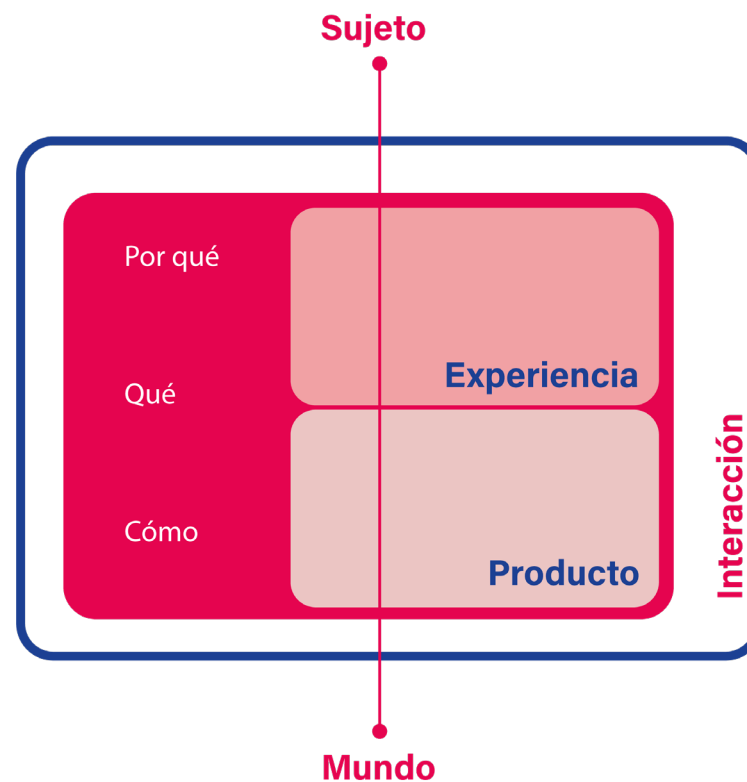 Sujeto
Por qué
Experiencia
Qué
Interacción
Cómo
Producto
Mundo